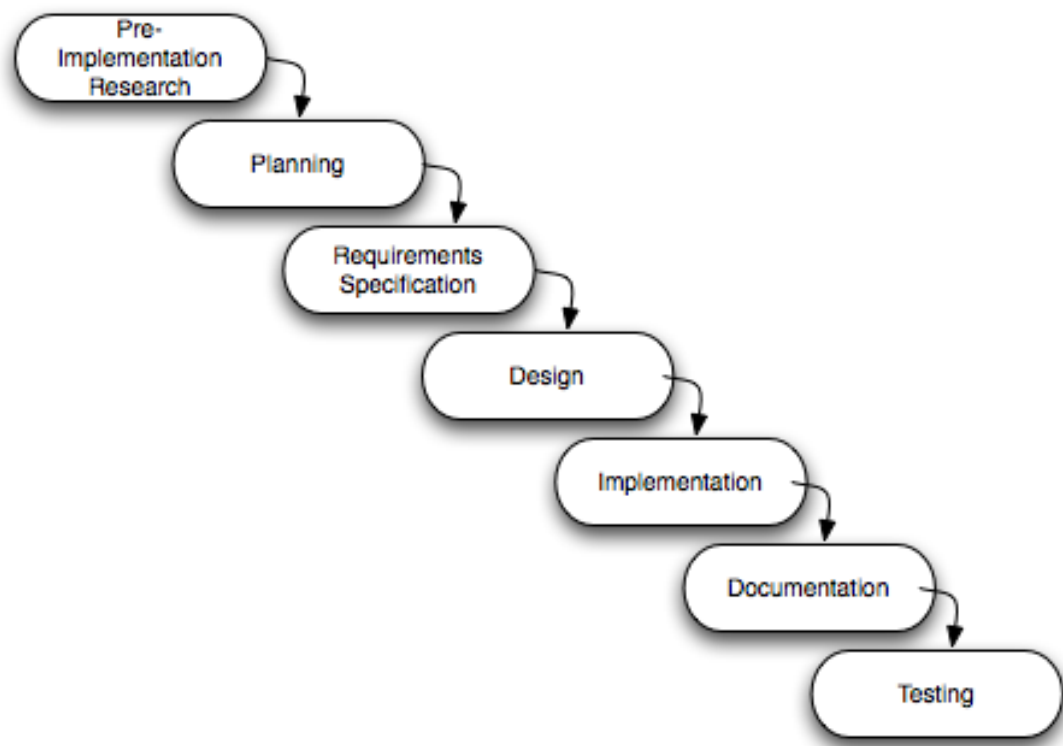 Pre-
Implementation
Research
Planning
Requirements
Specification
Design
Implementation
Documentation
Testing